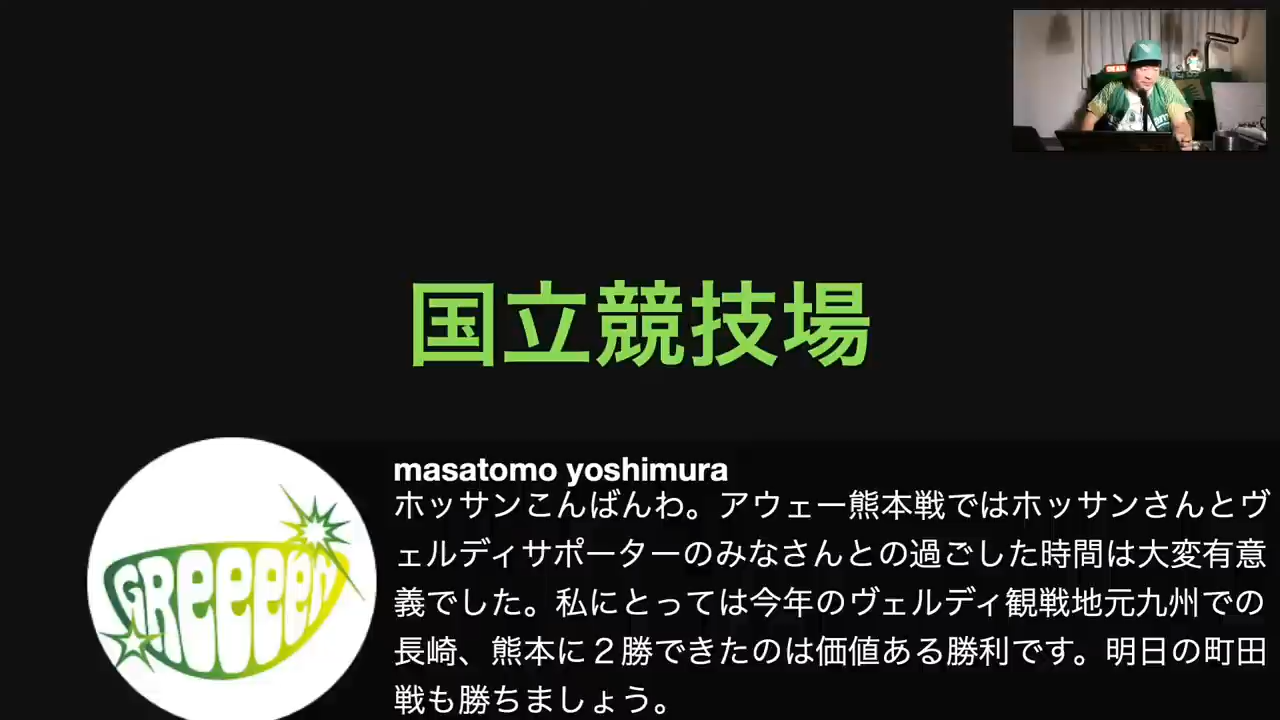 国立競技場
GReeeeN
masatomo yoshimura
ホッサンこんばんわ。アウェー熊本戦ではホッサンさんとヴ
ェルディサポーターのみなさんとの過ごした時間は大変有意
義でした。私にとっては今年のヴェルディ観戦地元九州での
長崎、熊本に２勝できたのは価値ある勝利です。明日の町田
戦も勝ちましょう。